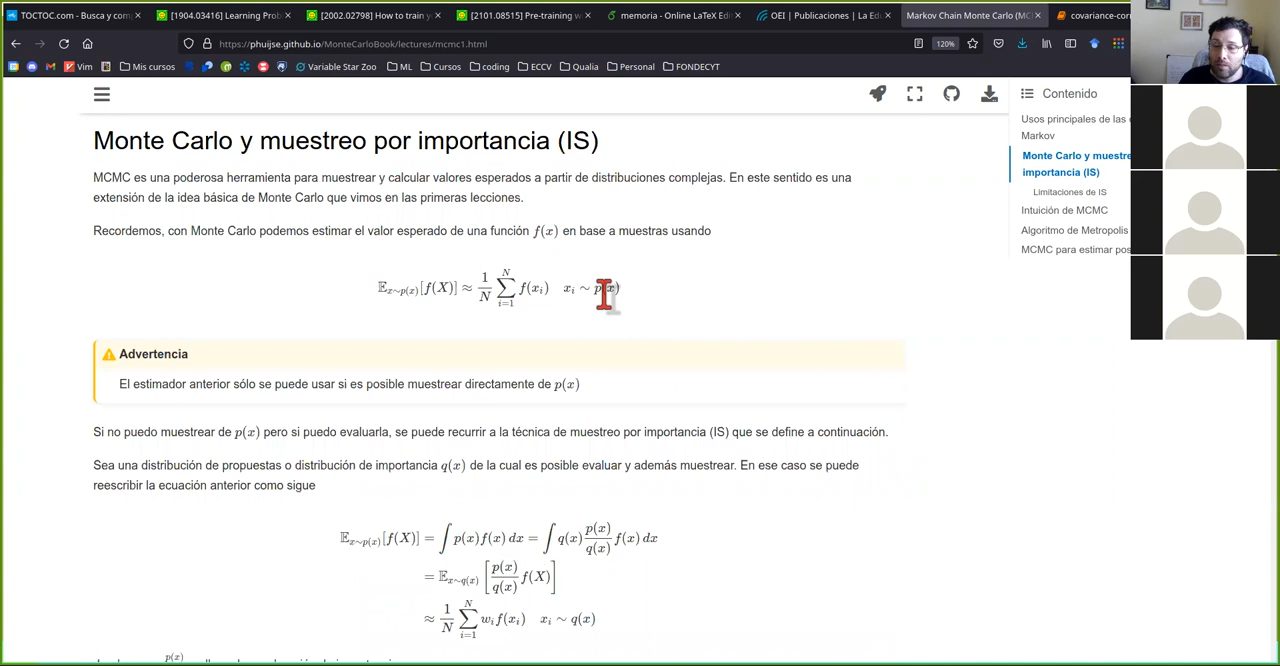 TOCTOC.com - Busca y comp
[1904.03416] Learning Prob
[2002.02798] How to train y
[2101.08515] Pre-training w
memoria - Online LaTeX Edi
OEI | Publicaciones | La Edu
Markov Chain Monte Carlo (MC
covariance-corr
https://phuijse.github.io/MonteCarloBook/lectures/mcmc1.html
120%
Vim
Mis cursos
Variable Star Zoo
ML
Cursos
coding
ECCV
Qualia
Personal
FONDECYT
Monte Carlo y muestreo por importancia (IS)
MCMC es una poderosa herramienta para muestrear y calcular valores esperados a partir de distribuciones complejas. En este sentido es una
extensión de la idea básica de Monte Carlo que vimos en las primeras lecciones.
Recordemos, con Monte Carlo podemos estimar el valor esperado de una función f(x) en base a muestras usando
𝔼x∼p(x)[f(X)] ≈ 1/N ∑_{i=1}^{N} f(xi) xi ∼ p(x)
Advertencia
El estimador anterior sólo se puede usar si es posible muestrear directamente de p(x)
Si no puedo muestrear de p(x) pero si puedo evaluarla, se puede recurrir a la técnica de muestreo por importancia (IS) que se define a continuación.
Sea una distribución de propuestas o distribución de importancia q(x) de la cual es posible evaluar y además muestrear. En ese caso se puede
reescribir la ecuación anterior como sigue
𝔼x∼p(x)[f(X)] = ∫ p(x)f(x) dx = ∫ q(x) p(x)/q(x) f(x) dx
= 𝔼x∼q(x) [p(x)/q(x) f(X)]
≈ 1/N ∑_{i=1}^{N} wi f(xi) xi ∼ q(x)
p(x)
Contenido
Usos principales de las
Markov
Monte Carlo y muestre
importancia (IS)
Limitaciones de IS
Intuición de MCMC
Algoritmo de Metropolis
MCMC para estimar pos